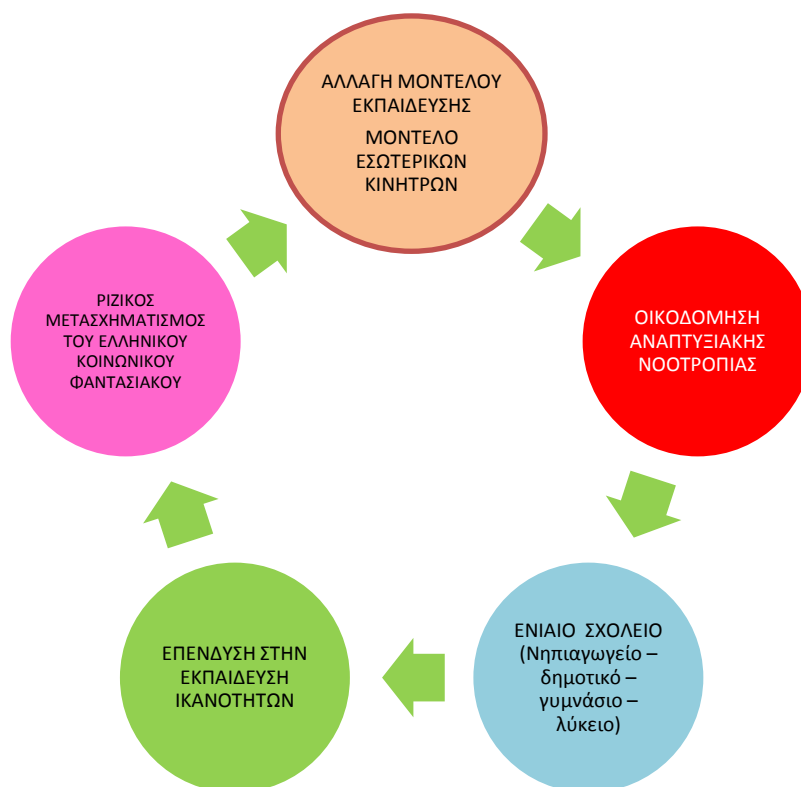 ΑΛΛΑΓΗ ΜΟΝΤΕΛΟΥ
ΕΚΠΑΙΔΕΥΣΗΣ
ΜΟΝΤΕΛΟ
ΕΣΩΤΕΡΙΚΩΝ
ΚΙΝΗΤΡΩΝ
ΟΙΚΟΔΟΜΗΣΗ
ΑΝΑΠΤΥΞΙΑΚΗΣ
ΝΟΟΤΡΟΠΙΑΣ
ΕΝΙΑΙΟ ΣΧΟΛΕΙΟ
(Νηπιαγωγείο –
δημοτικό –
γυμνάσιο –
λύκειο)
ΕΠΕΝΔΥΣΗ ΣΤΗΝ
ΕΚΠΑΙΔΕΥΣΗ
ΙΚΑΝΟΤΗΤΩΝ
ΡΙΖΙΚΟΣ
ΜΕΤΑΣΧΗΜΑΤΙΣΜΟΣ
ΤΟΥ ΕΛΛΗΝΙΚΟΥ
ΚΟΙΝΩΝΙΚΟΥ
ΦΑΝΤΑΣΙΑΚΟΥ